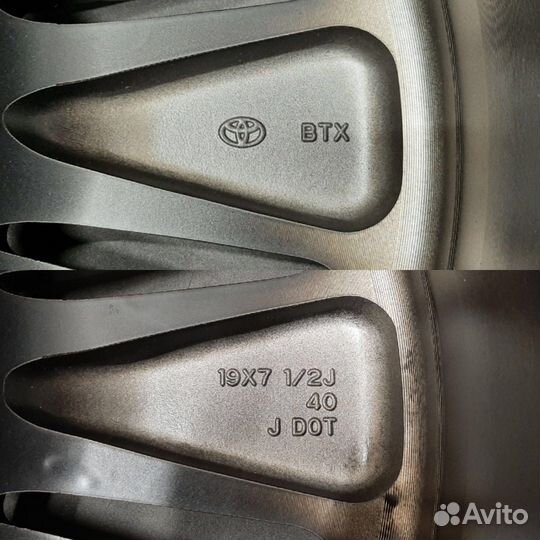 BTX
19X7 1/2J
40
J DOT
Avito